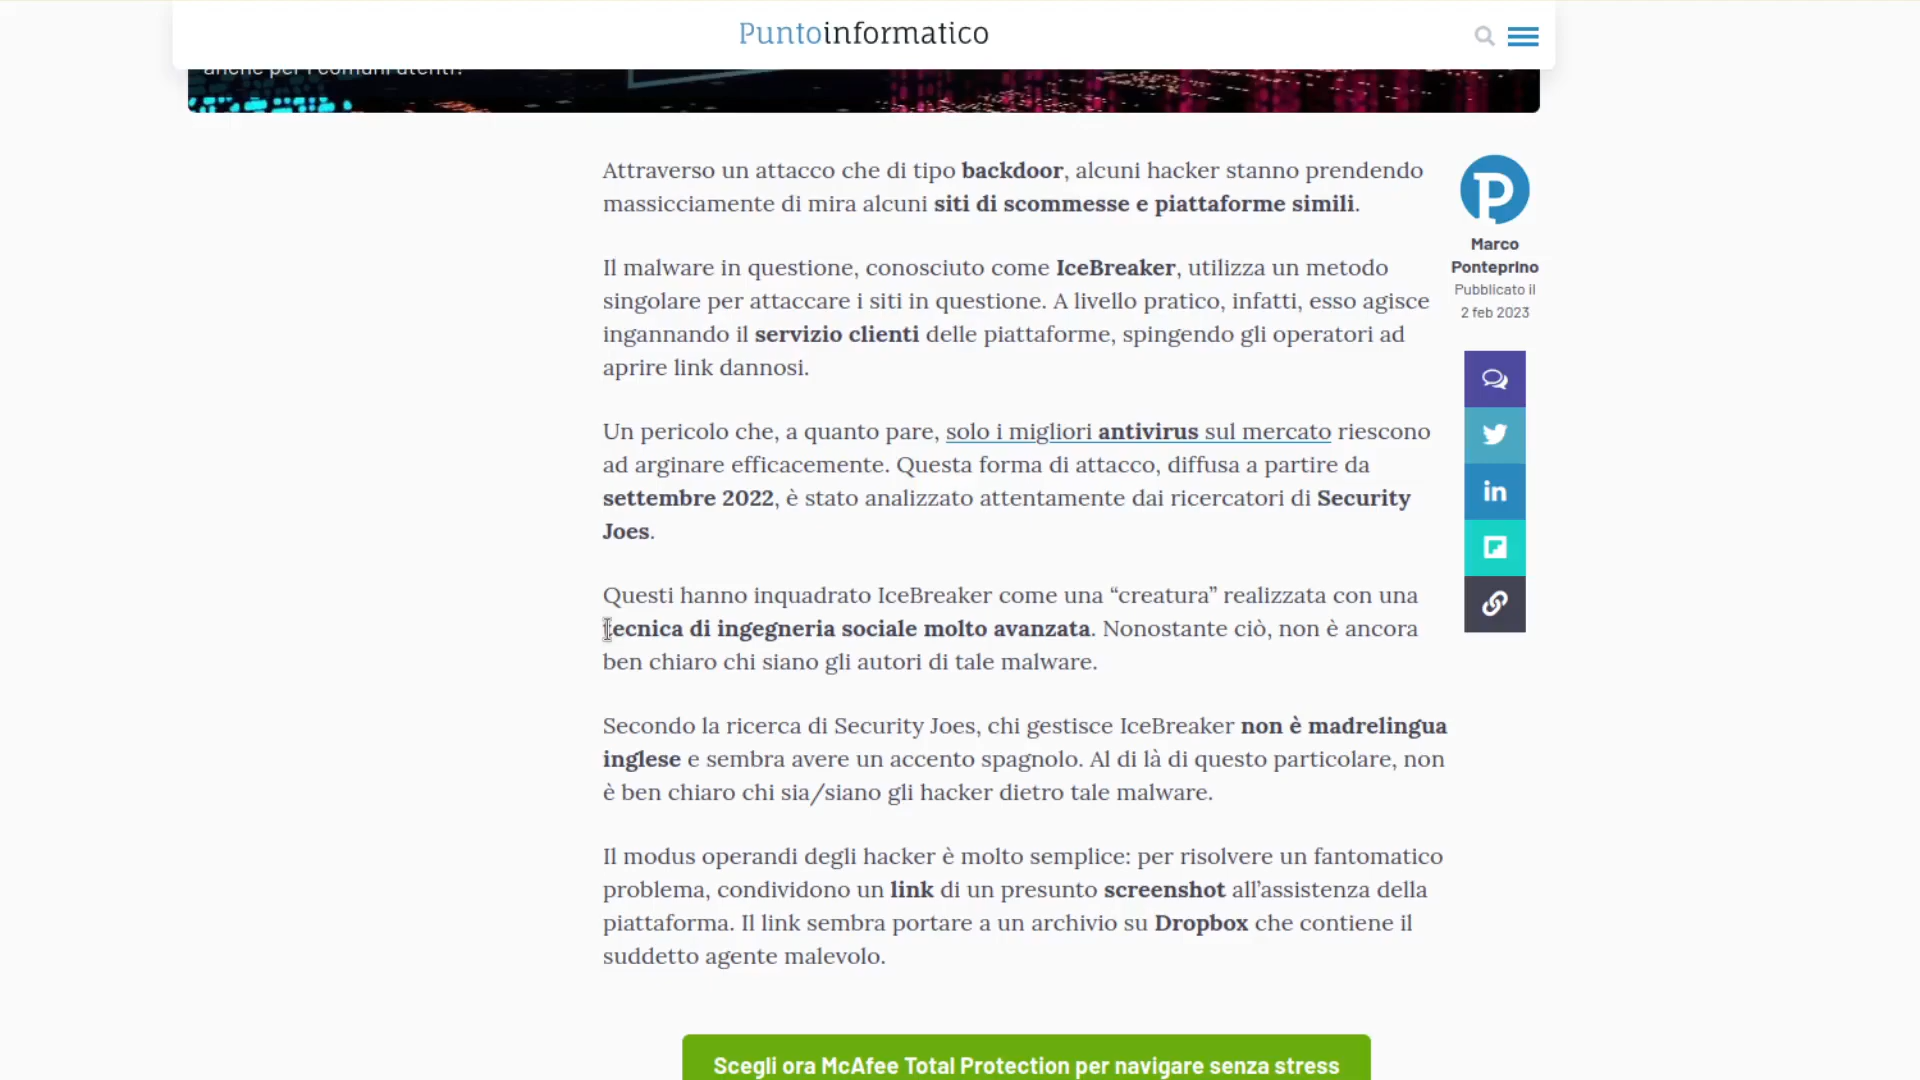 Puntoinformatico
anche per i comuni utenti?
Attraverso un attacco che di tipo backdoor, alcuni hacker stanno prendendo
massicciamente di mira alcuni siti di scommesse e piattaforme simili.
Il malware in questione, conosciuto come IceBreaker, utilizza un metodo
singolare per attaccare i siti in questione. A livello pratico, infatti, esso agisce
ingannando il servizio clienti delle piattaforme, spingendo gli operatori ad
aprire link dannosi.
Un pericolo che, a quanto pare, solo i migliori antivirus sul mercato riescono
ad arginare efficacemente. Questa forma di attacco, diffusa a partire da
settembre 2022, è stato analizzato attentamente dai ricercatori di Security
Joes.
Questi hanno inquadrato IceBreaker come una “creatura” realizzata con una
tecnica di ingegneria sociale molto avanzata. Nonostante ciò, non è ancora
ben chiaro chi siano gli autori di tale malware.
Secondo la ricerca di Security Joes, chi gestisce IceBreaker non è madrelingua
inglese e sembra avere un accento spagnolo. Al di là di questo particolare, non
è ben chiaro chi sia/siano gli hacker dietro tale malware.
Il modus operandi degli hacker è molto semplice: per risolvere un fantomatico
problema, condividono un link di un presunto screenshot all’assistenza della
piattaforma. Il link sembra portare a un archivio su Dropbox che contiene il
suddetto agente malevolo.
Scegli ora McAfee Total Protection per navigare senza stress
Marco
Ponteprino
Pubblicato il
2 feb 2023